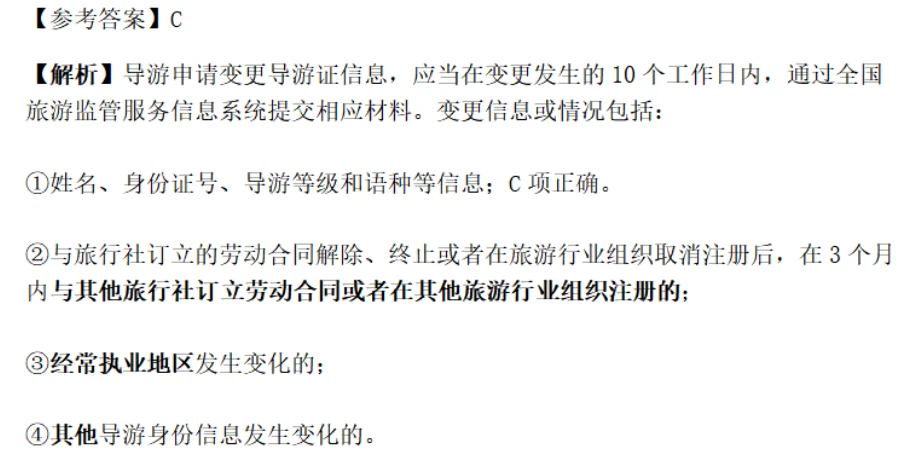 【参考答案】C
【解析】导游申请变更导游证信息，应当在变更发生的 10 个工作日内，通过全国
旅游监管服务信息系统提交相应材料。变更信息或情况包括：
①姓名、身份证号、导游等级和语种等信息；C 项正确。
②与旅行社订立的劳动合同解除、终止或者在旅游行业组织取消注册后，在 3 个月
内与其他旅行社订立劳动合同或者在其他旅游行业组织注册的；
③经常执业地区发生变化的；
④其他导游身份信息发生变化的。